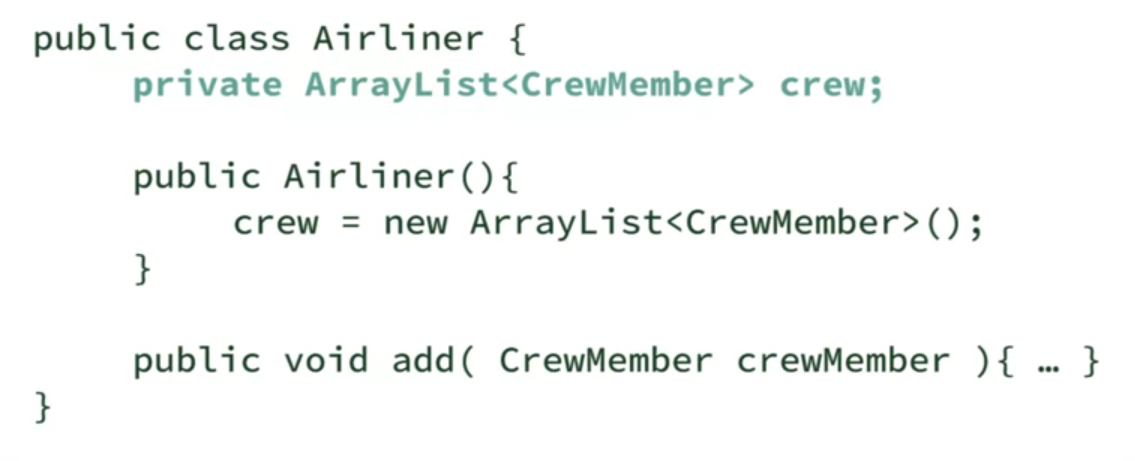 public class Airliner {
private ArrayList<CrewMember> crew;
public Airliner(){
crew = new ArrayList<CrewMember>();
}
public void add( CrewMember crewMember ){ … }
}